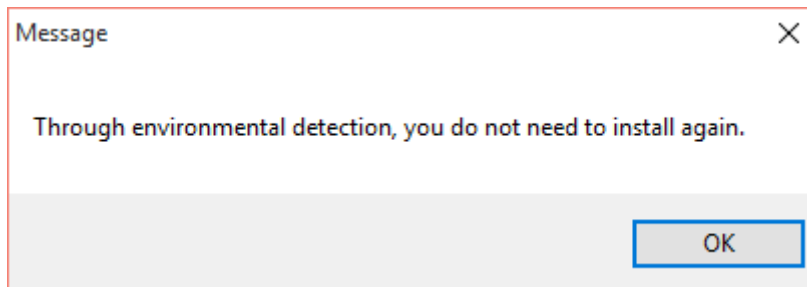 Message
Through environmental detection, you do not need to install again.
OK